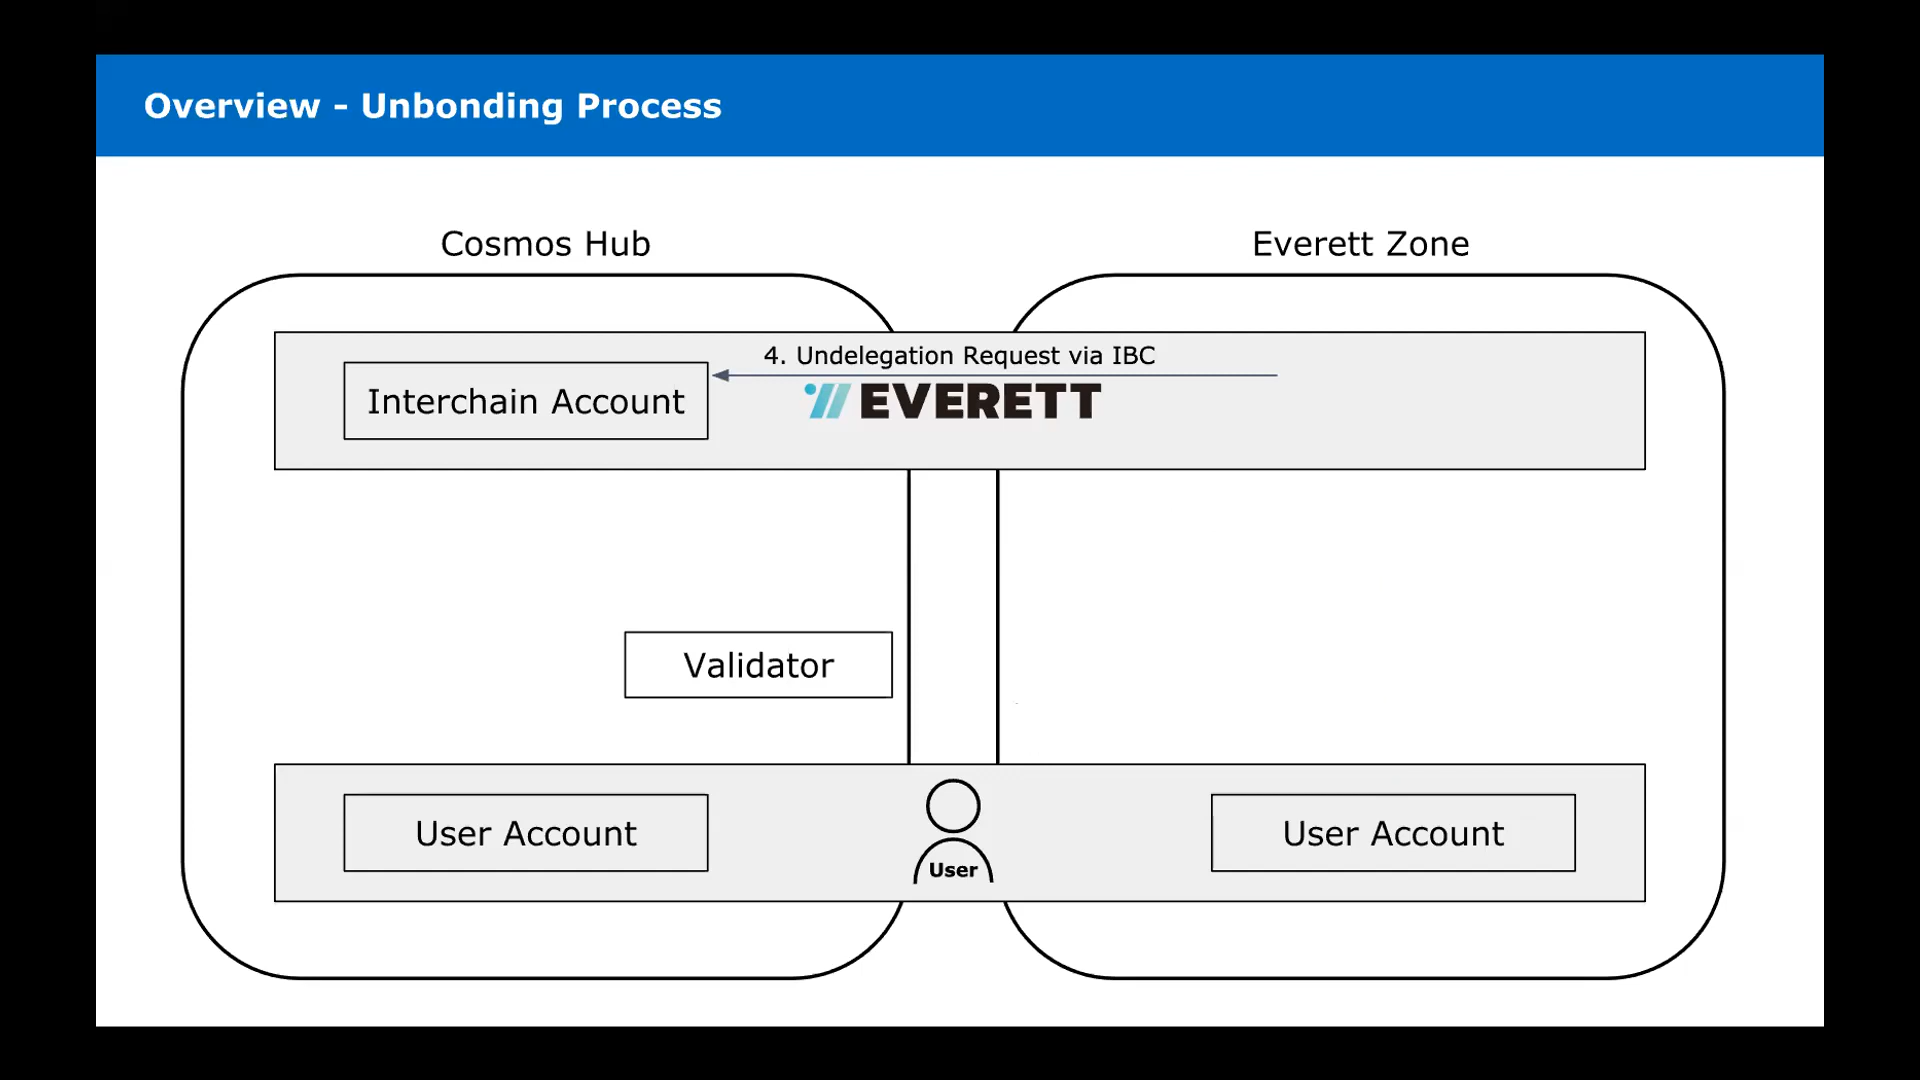 Overview - Unbonding Process
Cosmos Hub
Everett Zone
4. Undelegation Request via IBC
Interchain Account
EVERETT
Validator
User Account
User
User Account